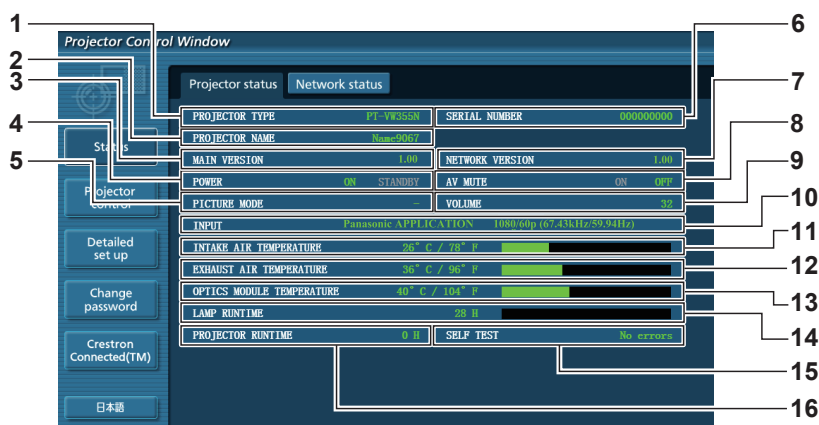 Projector Control Window
Projector status Network status
PROJECTOR TYPE PT-VW355N SERIAL NUMBER 000000000
PROJECTOR NAME Name9067
MAIN VERSION 1.00 NETWORK VERSION 1.00
POWER ON STANDBY AV MUTE ON OFF
PICTURE MODE - VOLUME 32
INPUT Panasonic APPLICATION 1080/60p (67.43kHz/59.94Hz)
INTAKE AIR TEMPERATURE 26° C / 78° F
EXHAUST AIR TEMPERATURE 36° C / 96° F
OPTICS MODULE TEMPERATURE 40° C / 104° F
LAMP RUNTIME 28 H
PROJECTOR RUNTIME 0 H SELF TEST No errors
Status
Projector
control
Detailed
set up
Change
password
Crestron
Connected(TM)
日本語
1
2
3
4
5
6
7
8
9
10
11
12
13
14
15
16